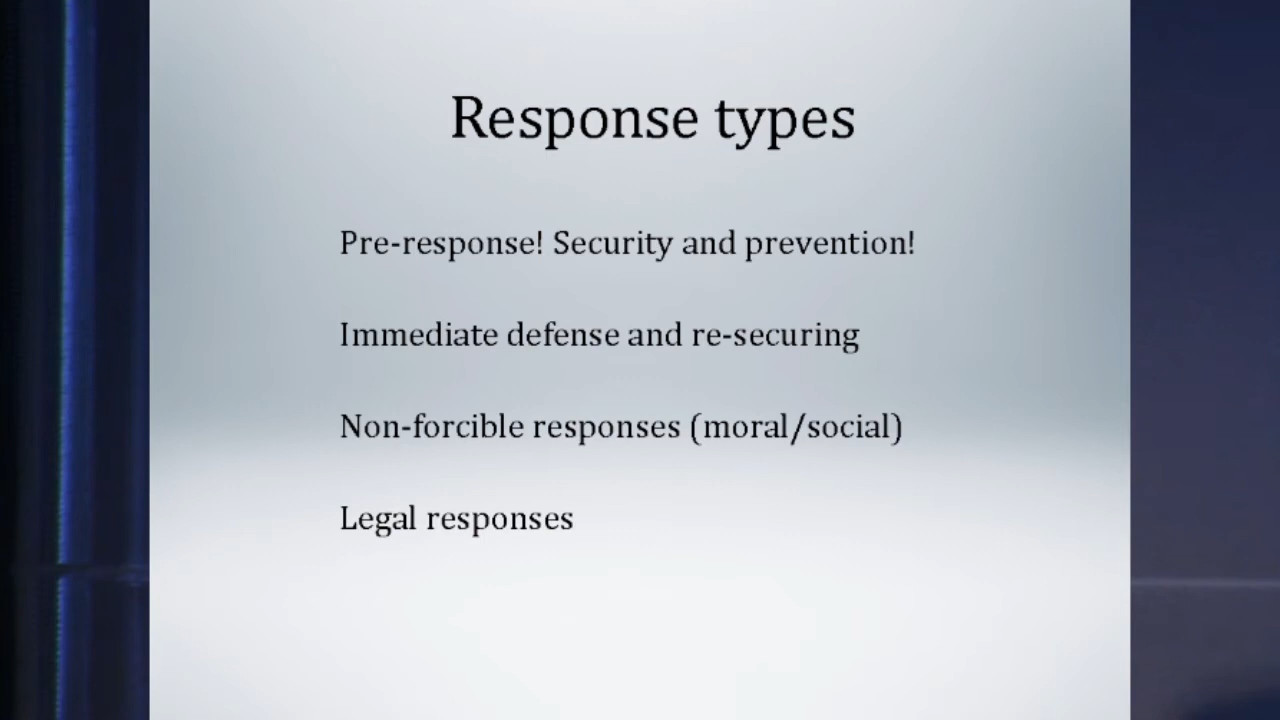 Response types
Pre-response! Security and prevention!
Immediate defense and re-securing
Non-forcible responses (moral/social)
Legal responses